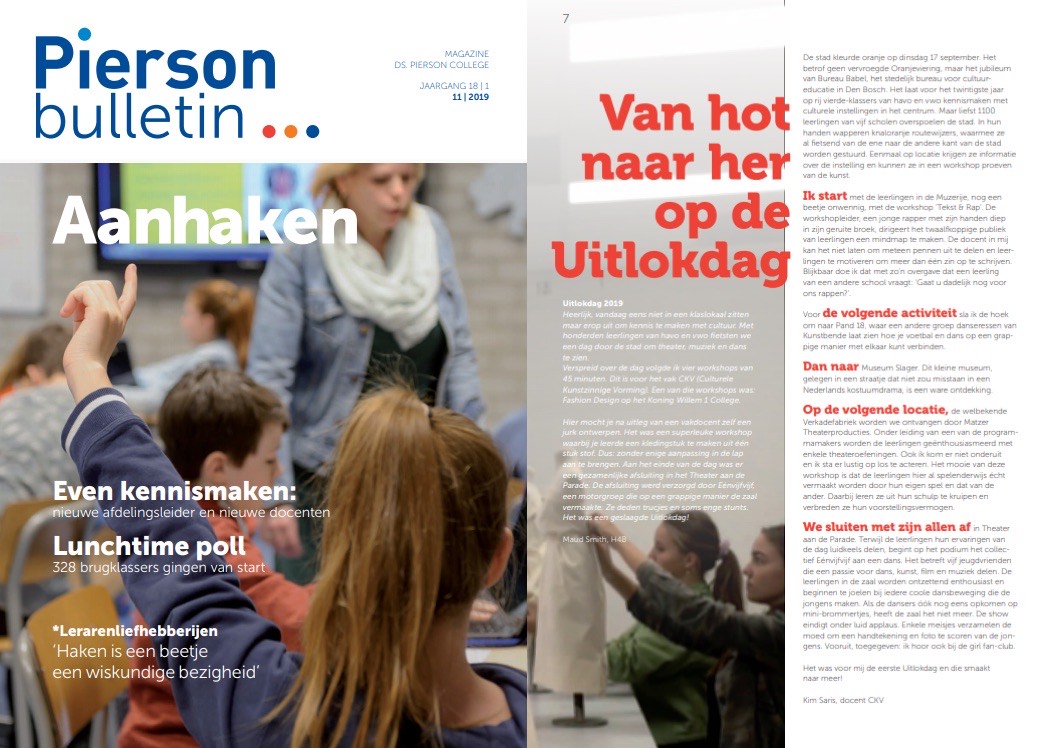 Pierson
bulletin ...
MAGAZINE
DS. PIERSON COLLEGE
JAARGANG 18 | 1
11 | 2019
Aanhaken
Even kennismaken:
nieuwe afdelingsleider en nieuwe docenten
Lunchtime poll
328 brugklassers gingen van start
*Lerarenliefhebberijen
‘Haken is een beetje
een wiskundige bezigheid’
7
Van hot
naar her
op de
Uitlokdag
Uitlokdag 2019
Heerlijk, vandaag eens niet in een klaslokaal zitten
maar erop uit om kennis te maken met cultuur. Met
honderden leerlingen van havo en vwo fietsten we
een dag door de stad om theater, muziek en dans
te zien.
Verspreid over de dag volgde ik vier workshops van
45 minuten. Dit is voor het vak CKV (Culturele
Kunstzinnige Vorming). Een van die workshops was:
Fashion Design op het Koning Willem 1 College.
Hier mocht je na uitleg van een vakdocent zelf een
jurk ontwerpen. Het was een superleuke workshop
waarbij je leerde een kledingstuk te maken uit één
stuk stof. Dus: zonder enige aanpassing in de lap
aan te brengen. Aan het einde van de dag was er
een gezamenlijke afsluiting in het Theater aan de
Parade. De afsluiting werd verzorgd door Eénvijfvijf,
een motorgroep die op een grappige manier de zaal
vermaakte. Ze deden trucjes en soms enge stunts.
Het was een geslaagde Uitlokdag!
Maud Smith, H4B
De stad kleurde oranje op dinsdag 17 september. Het
betrof geen vervroegde Oranjeviering, maar het jubileum
van Bureau Babel, het stedelijk bureau voor cultuur-
educatie in Den Bosch. Het laat voor het twintigste jaar
op rij vierde-klassers van havo en vwo kennismaken met
culturele instellingen in het centrum. Maar liefst 1100
leerlingen van vijf scholen overspoelen de stad. In hun
handen wapperen knaloranje routewijzers, waarmee ze
al fietsend van de ene naar de andere kant van de stad
worden gestuurd. Eenmaal op locatie krijgen ze informatie
over de instelling en kunnen ze in een workshop proeven
van de kunst.
Ik start met de leerlingen in de Muzerije, nog een
beetje onwennig, met de workshop ‘Tekst & Rap’. De
workshopleider, een jonge rapper met zijn handen diep
in zijn geruite broek, dirigeert het twaalfkoppige publiek
van leerlingen een mindmap te maken. De docent in mij
kan het niet laten om meteen pennen uit te delen en leer-
lingen te motiveren om meer dan één zin op te schrijven.
Blijkbaar doe ik dat met zo’n overgave dat een leerling
van een andere school vraagt: ‘Gaat u dadelijk nog voor
ons rappen?’.
Voor de volgende activiteit sla ik de hoek
om naar Pand 18, waar een andere groep danseressen van
Kunstbende laat zien hoe je voetbal en dans op een grap-
pige manier met elkaar kunt verbinden.
Dan naar Museum Slager. Dit kleine museum,
gelegen in een straatje dat niet zou misstaan in een
Nederlands kostuumdrama, is een ware ontdekking.
Op de volgende locatie, de welbekende
Verkadefabriek worden we ontvangen door Matzer
Theaterproducties. Onder leiding van een van de program-
mamakers worden de leerlingen geënthousiasmeerd met
enkele theateroefeningen. Ook ik kom er niet onderuit
en ik sta er lustig op los te acteren. Het mooie van deze
workshop is dat de leerlingen hier al spelenderwijs écht
vermaakt worden door hun eigen spel en dat van de
ander. Daarbij leren ze uit hun schulp te kruipen en
verbreden ze hun voorstellingsvermogen.
We sluiten met zijn allen af in Theater
aan de Parade. Terwijl de leerlingen hun ervaringen van
de dag luidkeels delen, begint op het podium het collec-
tief Eénvijfvijf aan een dans. Het betreft vijf jeugdvrienden
die een passie voor dans, kunst, film en muziek delen. De
leerlingen in de zaal worden ontzettend enthousiast en
beginnen te joelen bij iedere coole dansbeweging die de
jongens maken. Als de dansers óók nog eens opkomen op
mini-brommertjes, heeft de zaal het niet meer. De show
eindigt onder luid applaus. Enkele meisjes verzamelen de
moed om een handtekening en foto te scoren van de jon-
gens. Vooruit, toegegeven: ik hoor ook bij de girl fan-club.
Het was voor mij de eerste Uitlokdag en die smaakt
naar meer!
Kim Saris, docent CKV